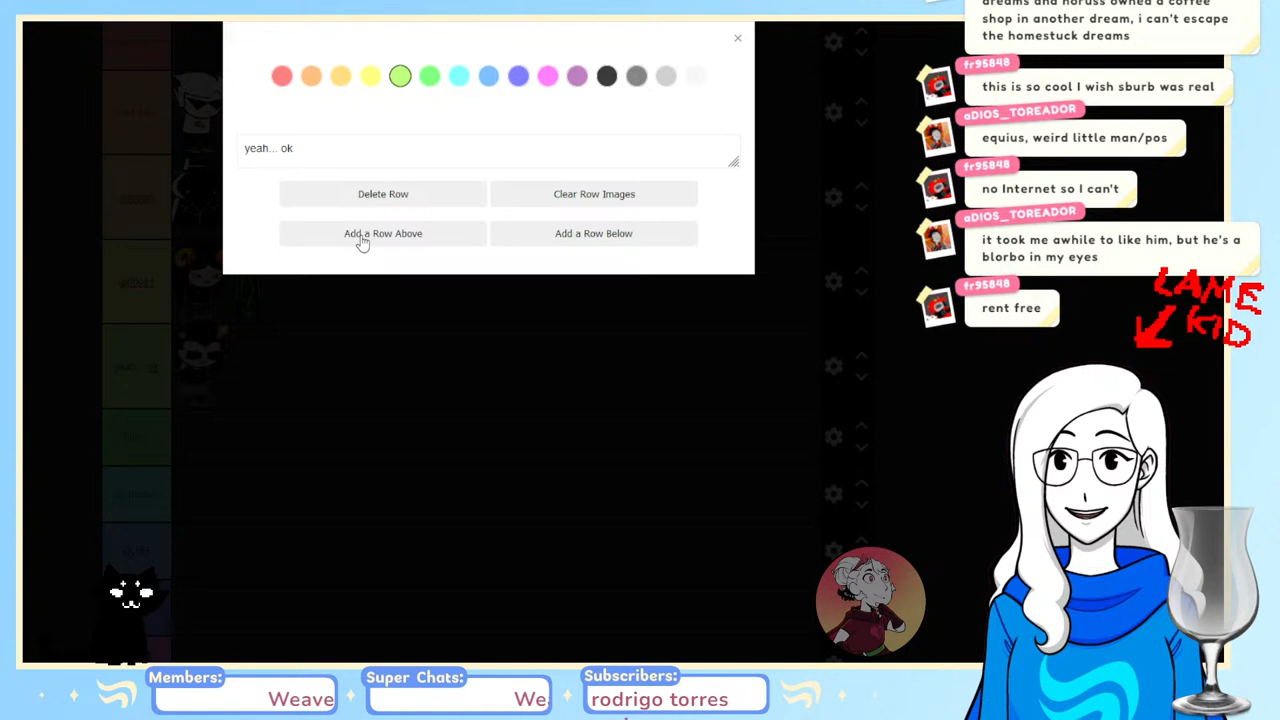 dreams and horuss owned a coffee
shop in another dream, i can't escape
the homestuck dreams
fr95848
this is so cool I wish sburb was real
aDIOS_TOREADOR
equius, weird little man/pos
fr95848
no Internet so I can't
aDIOS_TOREADOR
it took me awhile to like him, but he's a
blorbo in my eyes
fr95848
rent free
LAME
KID
yeah... ok
Delete Row
Clear Row Images
Add a Row Above
Add a Row Below
Members:
Weave
Super Chats:
We
Subscribers:
rodrigo torres